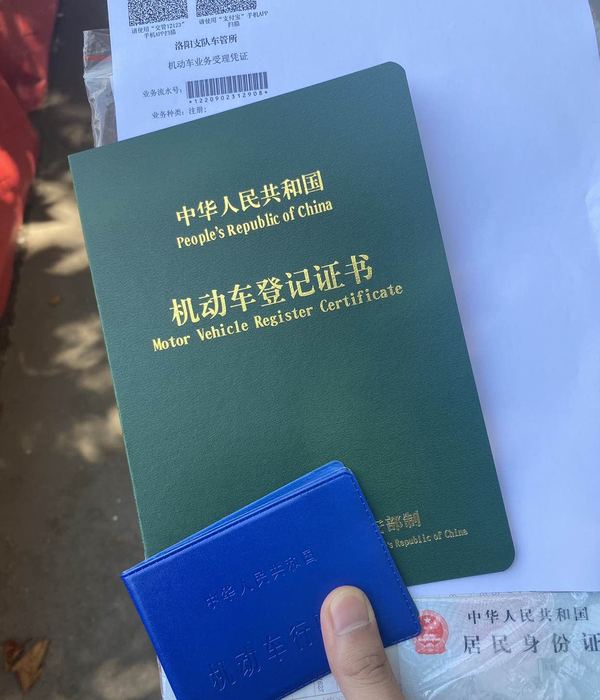 请使用“交管12123”
手机APP扫描
请使用“支付宝”手机APP
扫描
洛阳支队车管所
机动车业务受理凭证
业务流水号：
*1220902312908*
业务种类：注册；
中华人民共和国
People's Republic of China
机动车登记证书
Motor Vehicle Register Certificate
部制
's Republic of China
中华人民共和国
机动车行
中华人民共和国
居民身份证